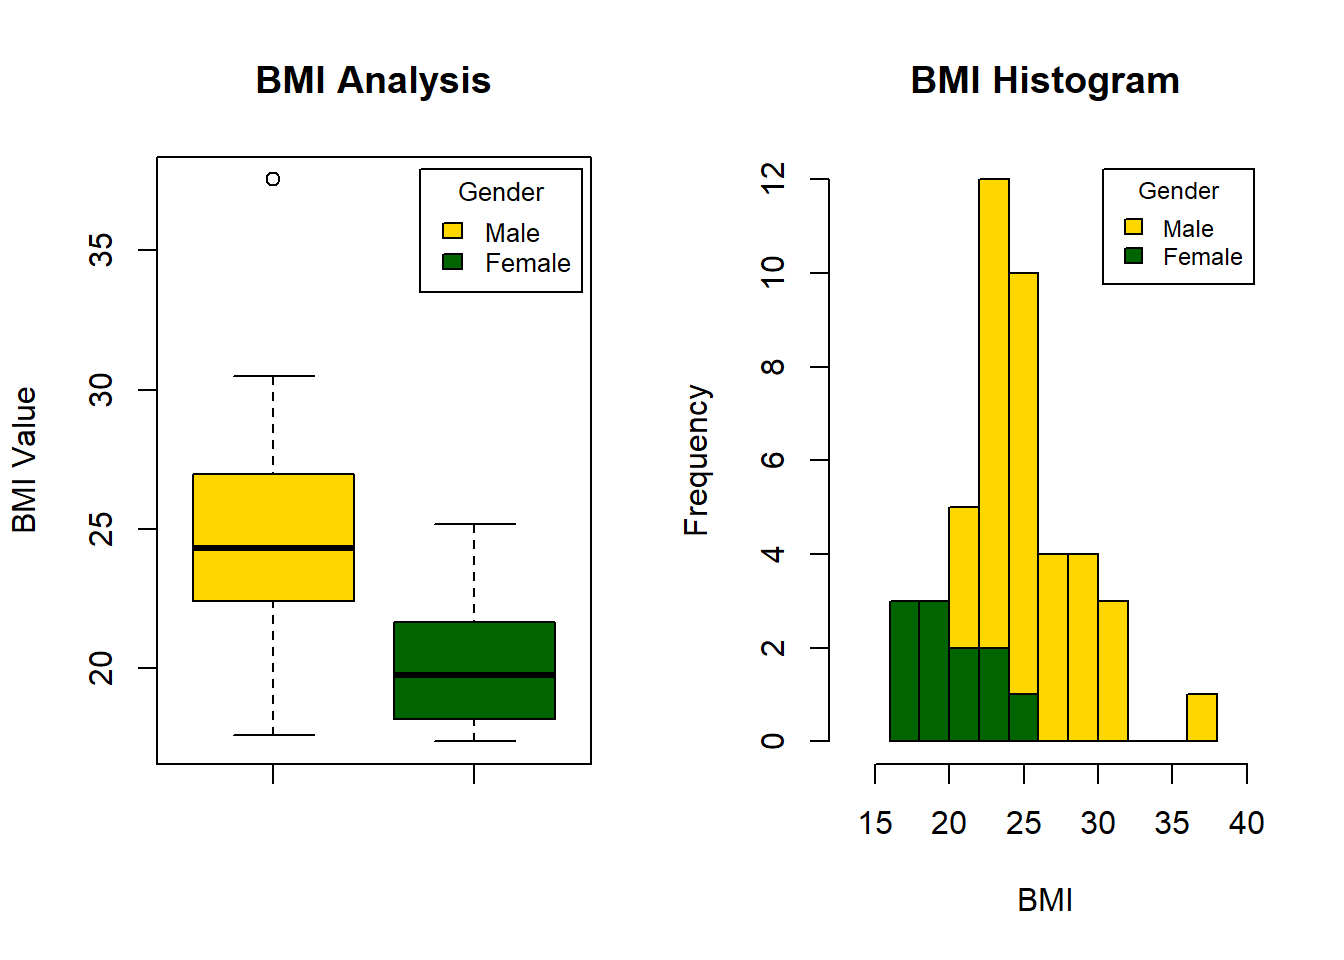 BMI Analysis
BMI Value
35
30
25
20
Gender
Male
Female
BMI Histogram
Frequency
12
10
8
6
4
2
0
Gender
Male
Female
15 20 25 30 35 40
BMI